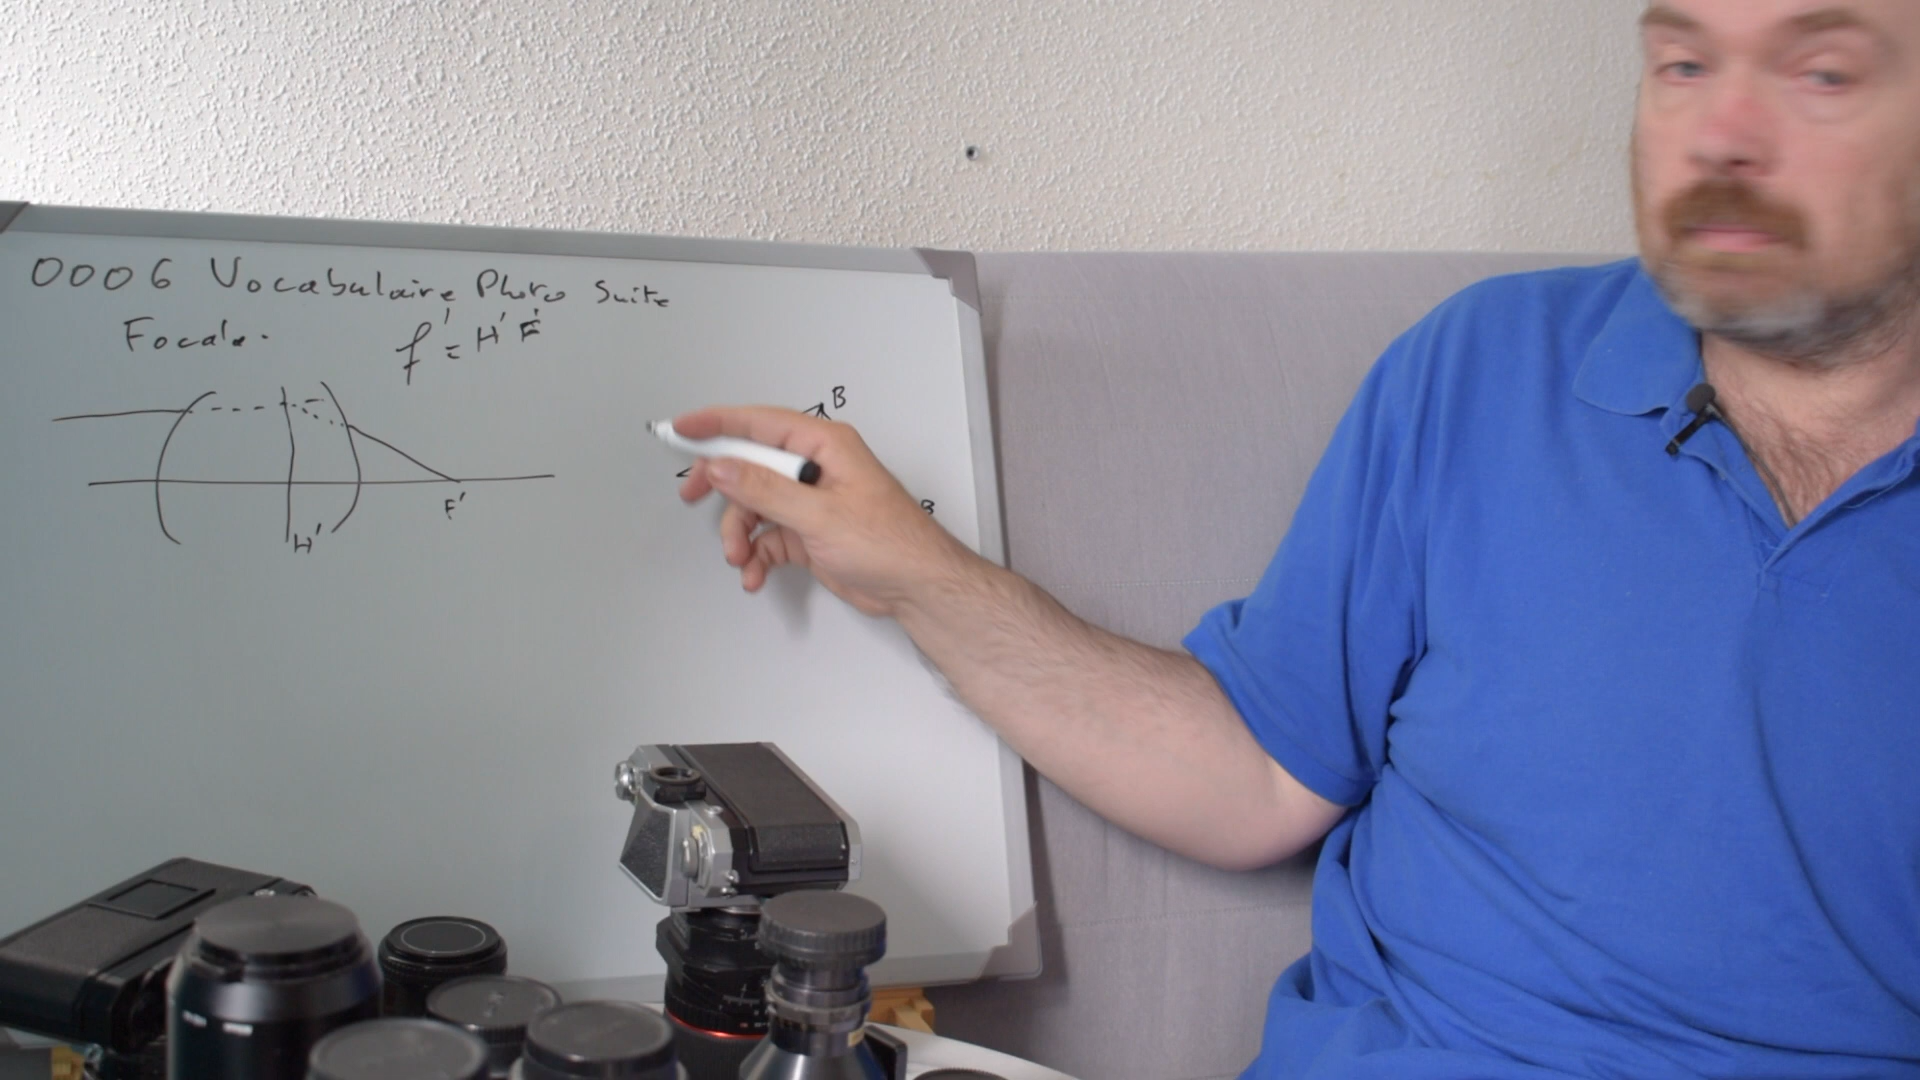 0006 Vocabulaire Photo Suite
Focale.
f' = H'F'
B
F'
B
H'